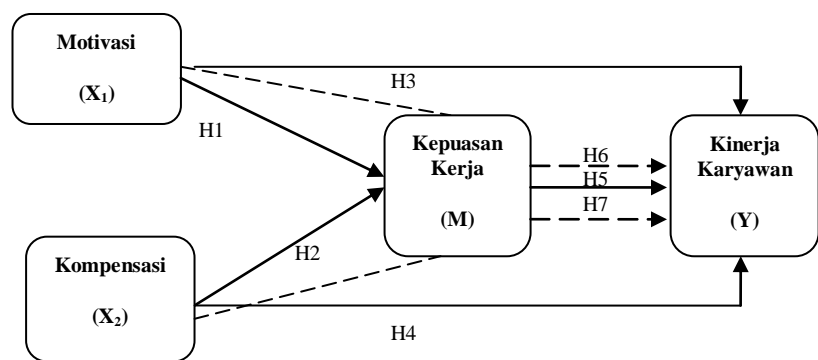 Motivasi
(X₁)
H3
H1
Kepuasan
Kerja
(M)
H6
H5
H7
Kinerja
Karyawan
(Y)
Kompensasi
(X₂)
H2
H4